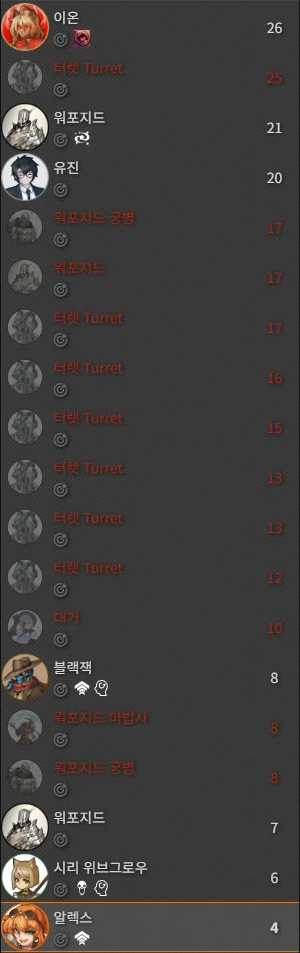 이온 26
터렛 Turret 25
워포지드 21
유진 20
워포지드 궁병 17
워포지드 17
터렛 Turret 17
터렛 Turret 16
터렛 Turret 15
터렛 Turret 13
터렛 Turret 13
터렛 Turret 12
대거 10
블랙잭 8
워포지드 마법사 8
워포지드 궁병 8
워포지드 7
시리 위브그로우 6
알렉스 4